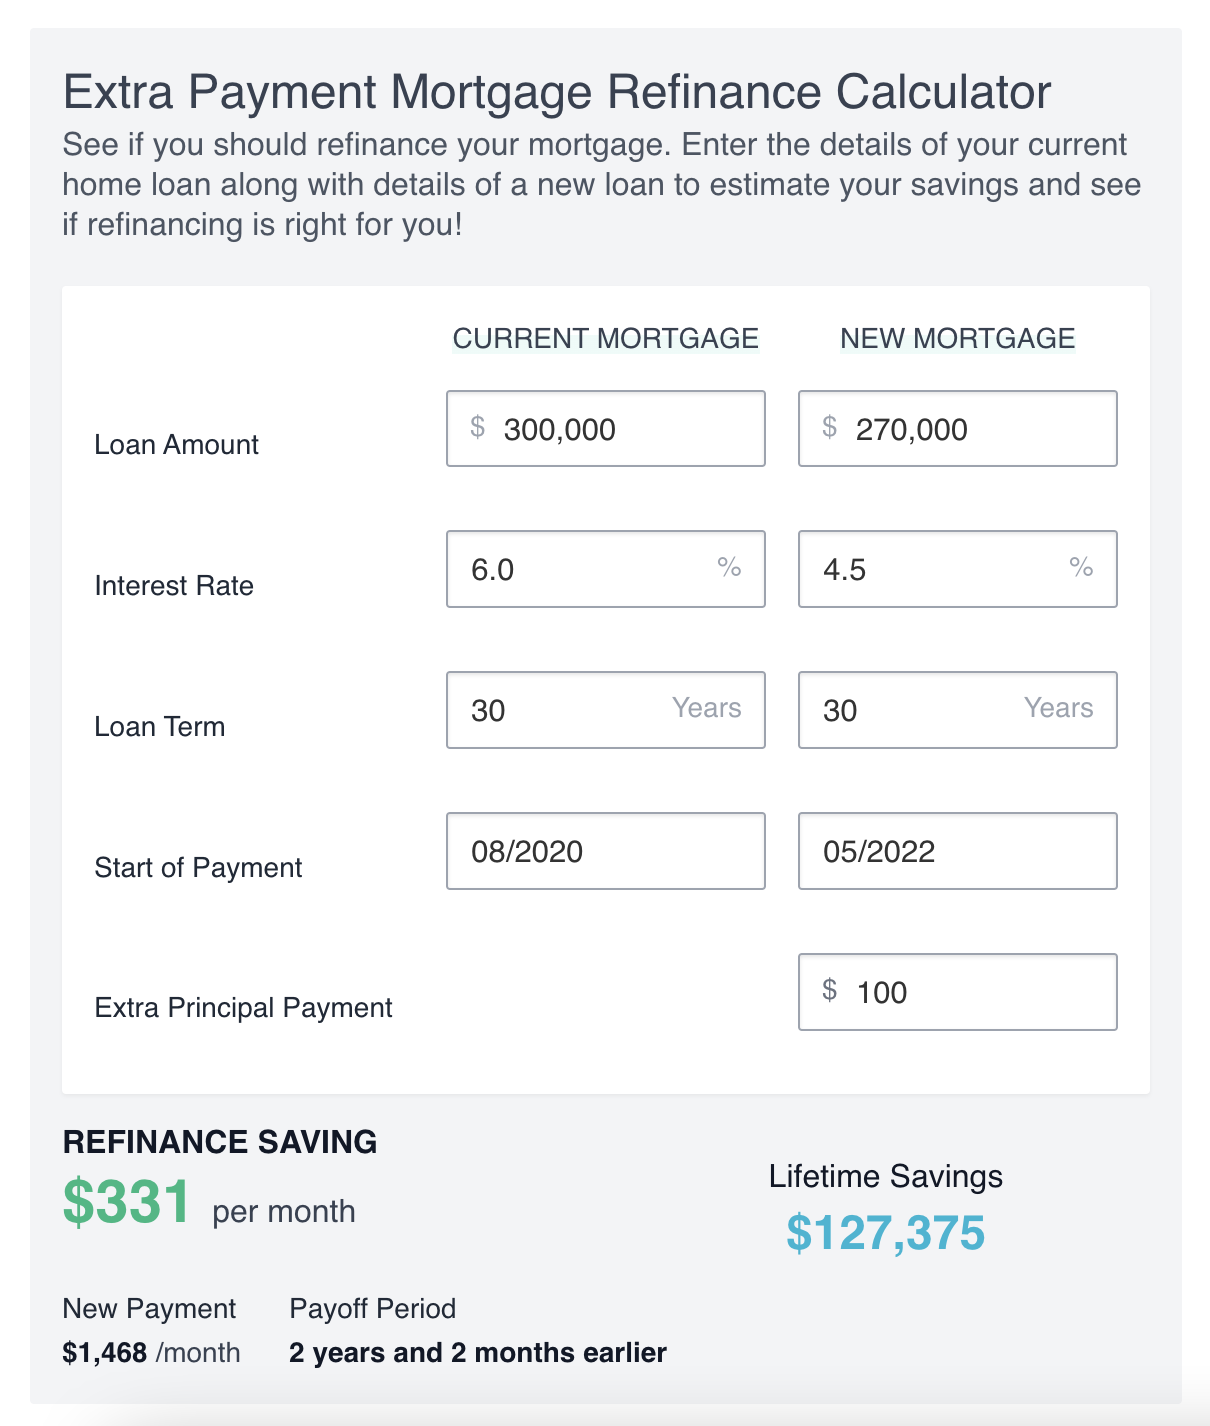 Extra Payment Mortgage Refinance Calculator
See if you should refinance your mortgage. Enter the details of your current
home loan along with details of a new loan to estimate your savings and see
if refinancing is right for you!
CURRENT MORTGAGE NEW MORTGAGE
Loan Amount $ 300,000 $ 270,000
Interest Rate 6.0 % 4.5 %
Loan Term 30 Years 30 Years
Start of Payment 08/2020 05/2022
Extra Principal Payment $ 100
REFINANCE SAVING
$331 per month
Lifetime Savings
$127,375
New Payment Payoff Period
$1,468 /month 2 years and 2 months earlier